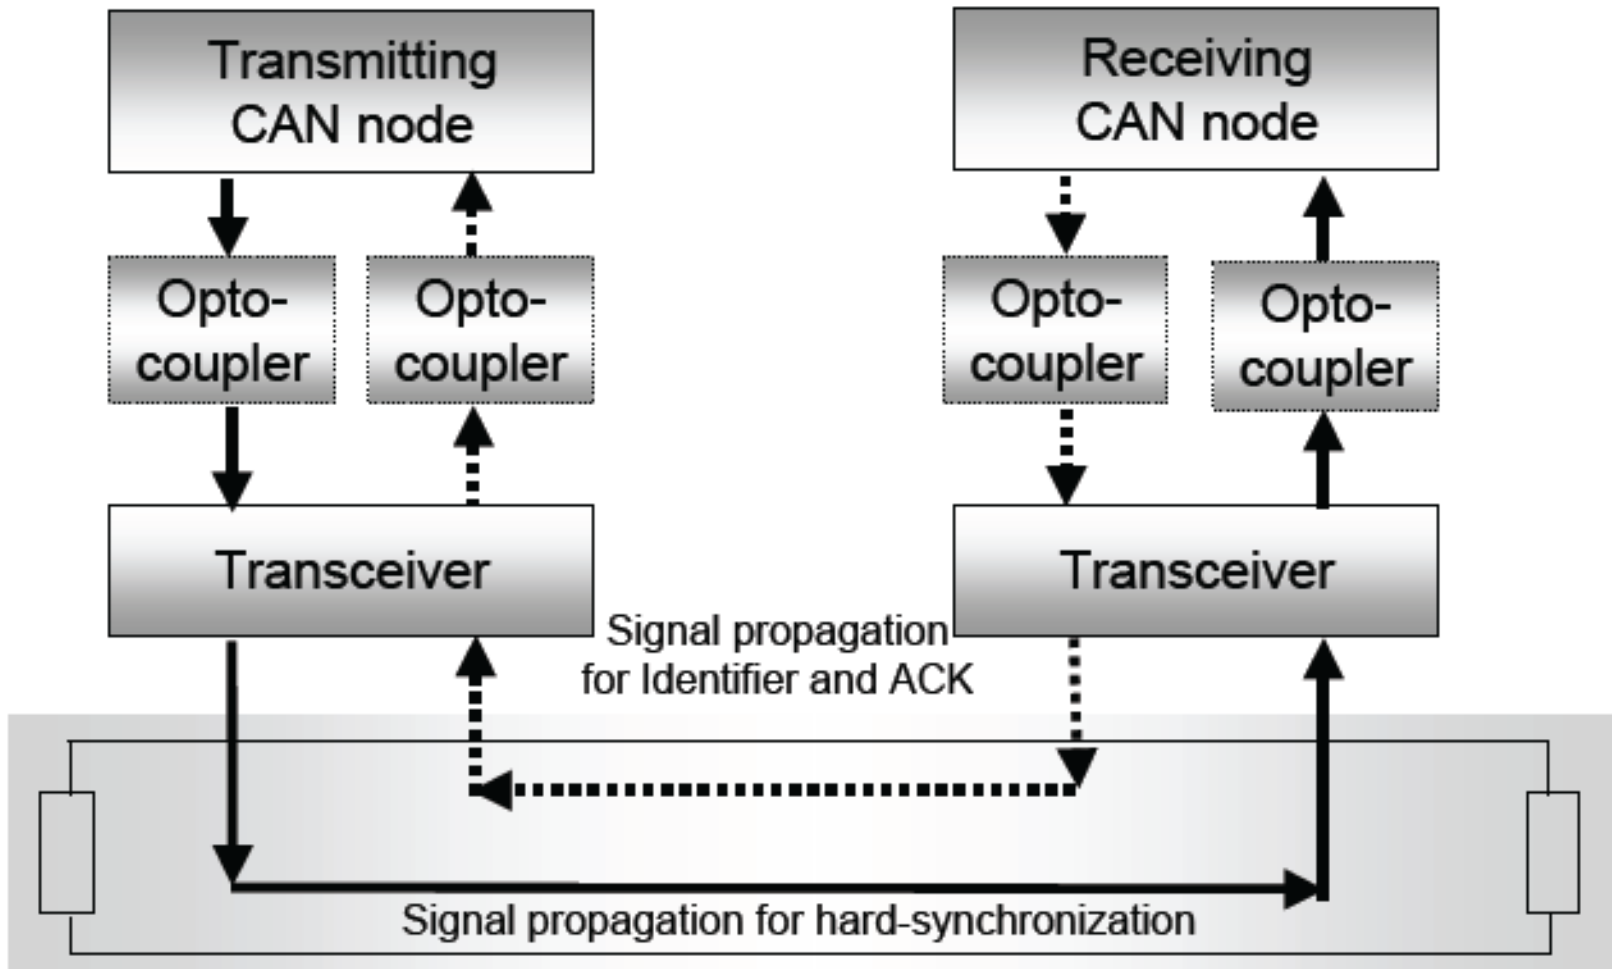 Transmitting
CAN node
Receiving
CAN node
Opto-
coupler
Opto-
coupler
Opto-
coupler
Opto-
coupler
Transceiver
Transceiver
Signal propagation
for Identifier and ACK
Signal propagation for hard-synchronization